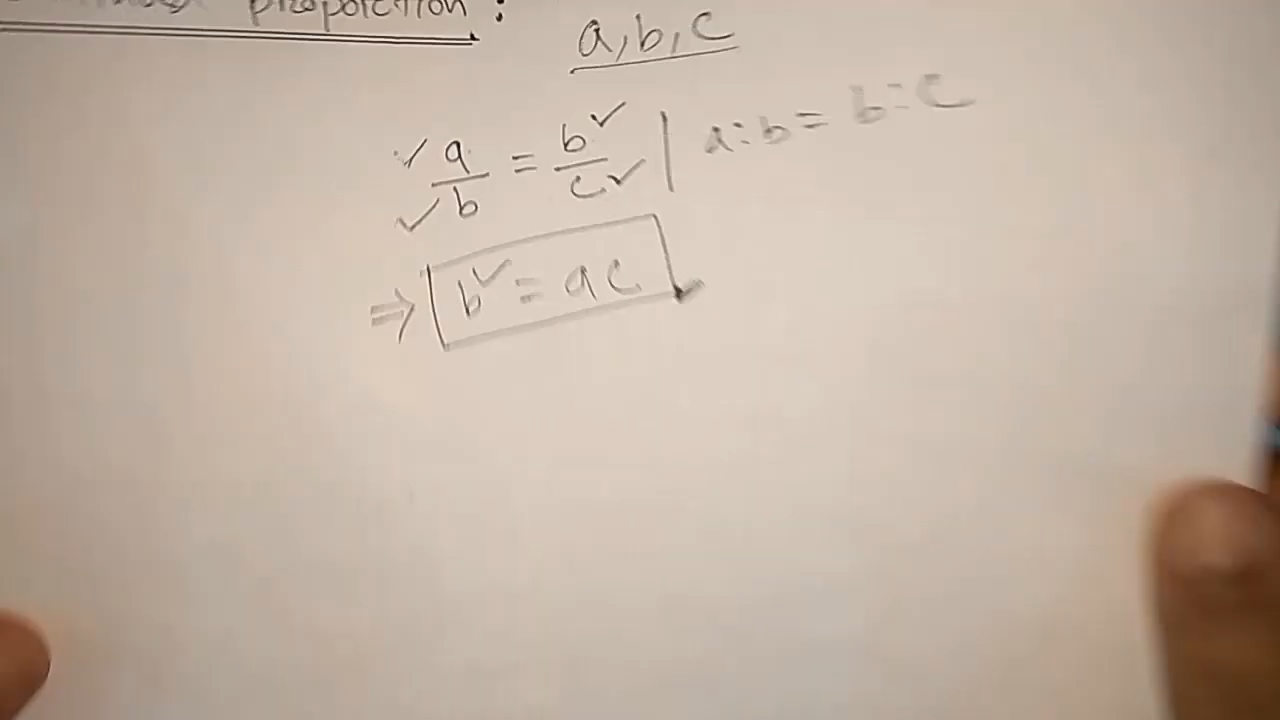 proportion :
a, b, c
a/b = b/c | a:b = b:c
⇒ b² = ac